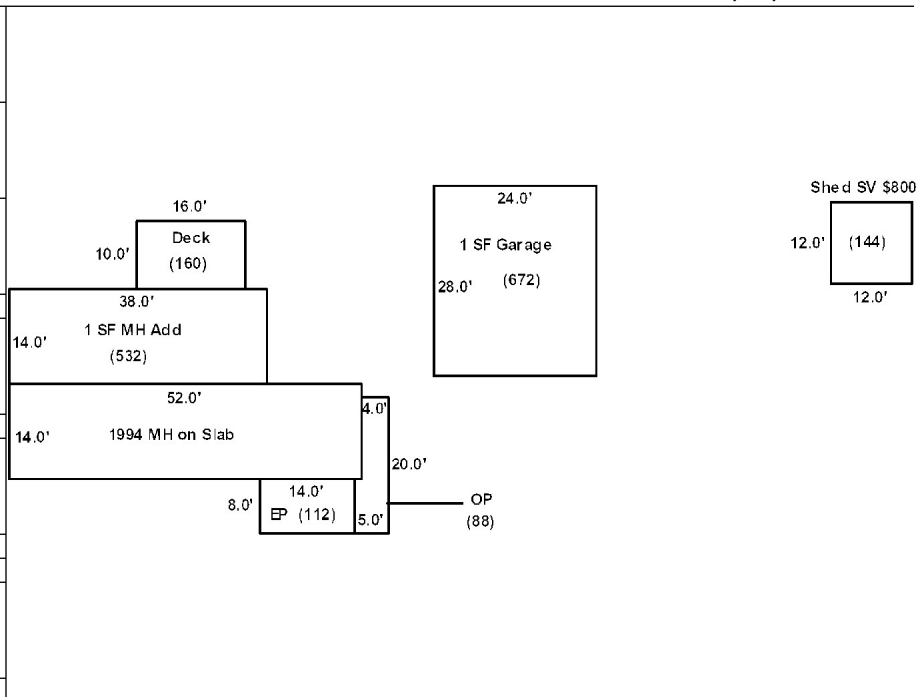 Shed SV $800
12.0'
(144)
12.0'
24.0'
1 SF Garage
(672)
28.0'
16.0'
Deck
10.0'
(160)
38.0'
1 SF MH Add
14.0'
(532)
52.0'
14.0'
1994 MH on Slab
4.0'
20.0'
14.0'
8.0'
EP (112)
5.0'
OP
(88)